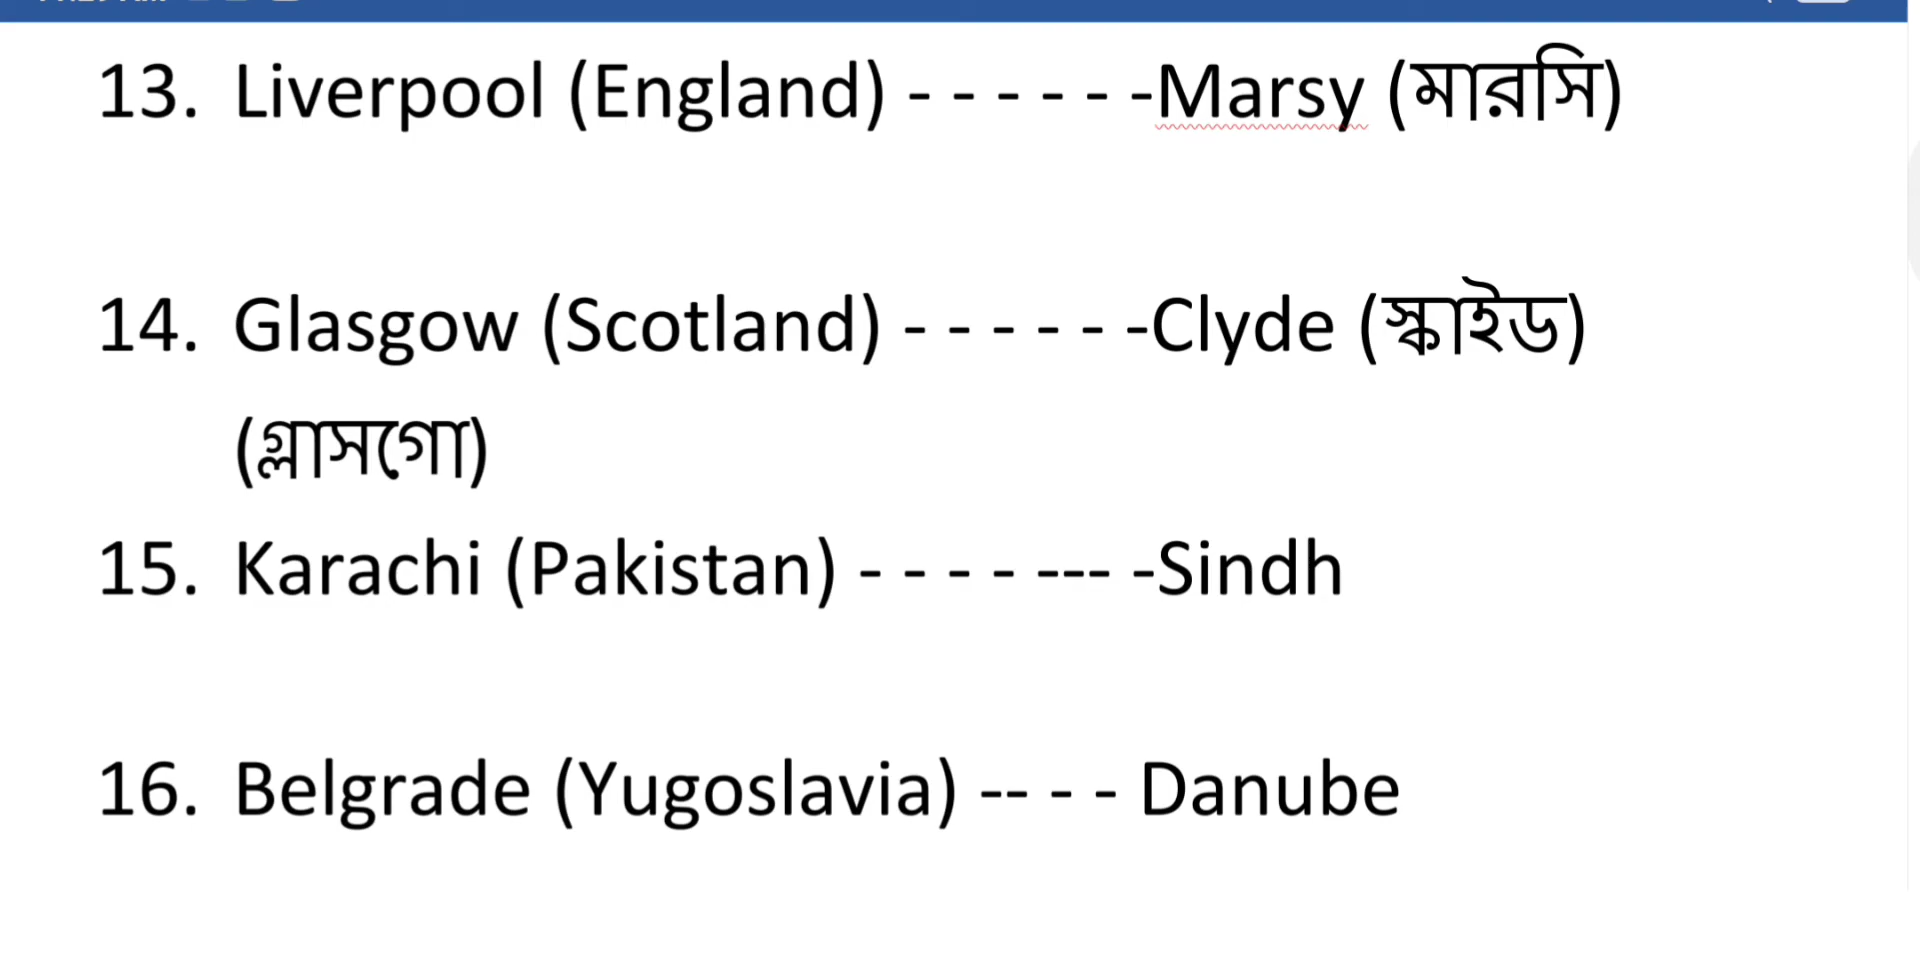 13. Liverpool (England) - - - - - -Marsy (মারসি)
14. Glasgow (Scotland) - - - - - -Clyde (স্কাইড)
(গ্লাসগো)
15. Karachi (Pakistan) - - - - --- -Sindh
16. Belgrade (Yugoslavia) -- - - Danube